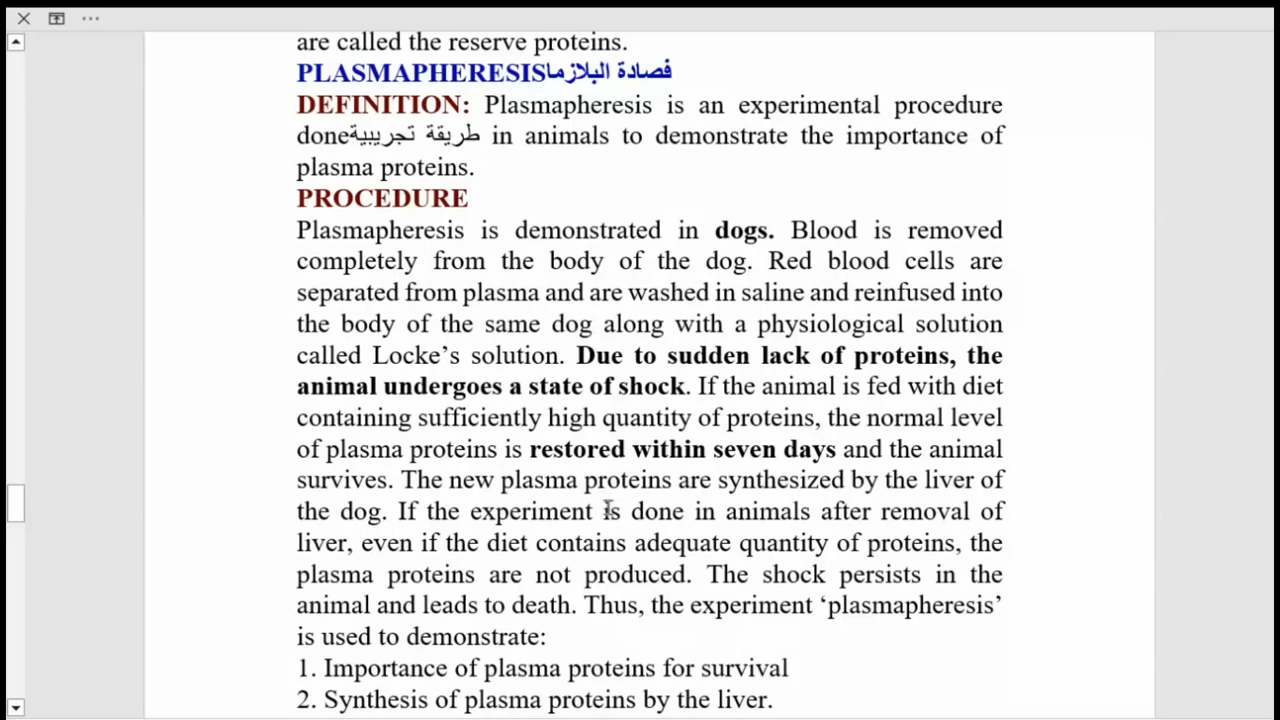 are called the reserve proteins.
PLASMAPHERESISفصادة البلازما
DEFINITION: Plasmapheresis is an experimental procedure
doneطريقة تجريبية in animals to demonstrate the importance of
plasma proteins.
PROCEDURE
Plasmapheresis is demonstrated in dogs. Blood is removed
completely from the body of the dog. Red blood cells are
separated from plasma and are washed in saline and reinfused into
the body of the same dog along with a physiological solution
called Locke’s solution. Due to sudden lack of proteins, the
animal undergoes a state of shock. If the animal is fed with diet
containing sufficiently high quantity of proteins, the normal level
of plasma proteins is restored within seven days and the animal
survives. The new plasma proteins are synthesized by the liver of
the dog. If the experiment is done in animals after removal of
liver, even if the diet contains adequate quantity of proteins, the
plasma proteins are not produced. The shock persists in the
animal and leads to death. Thus, the experiment ‘plasmapheresis’
is used to demonstrate:
1. Importance of plasma proteins for survival
2. Synthesis of plasma proteins by the liver.